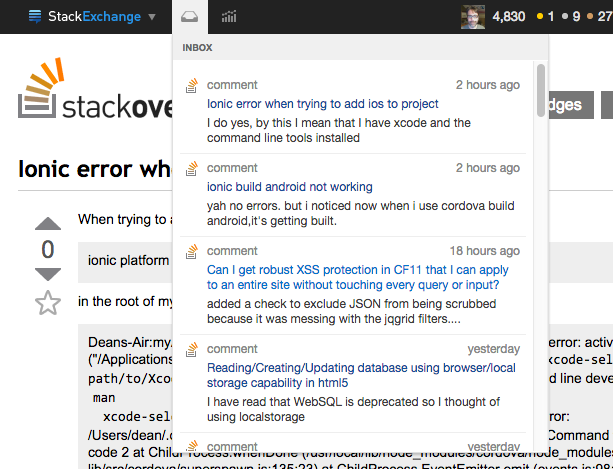 StackExchange
4,830 1 9 27
INBOX
comment 2 hours ago
Ionic error when trying to add ios to project
I do yes, by this I mean that I have xcode and the
command line tools installed
comment 2 hours ago
ionic build android not working
yah no errors. but i noticed now when i use cordova build
android,it's getting built.
comment 18 hours ago
Can I get robust XSS protection in CF11 that I can apply
to an entire site without touching every query or input?
added a check to exclude JSON from being scrubbed
because it was messing with the jqgrid filters....
comment yesterday
Reading/Creating/Updating database using browser/local
storage capability in html5
I have read that WebSQL is deprecated so I thought of
using localstorage
comment yesterday
stackove
dges
Ionic error wh
When trying to a
0
ionic platform
in the root of my
Deans-Air:my. error: activ
("/Applications xcode-sel
path/to/Xco d line deve
man
xcode-sele ror:
/Users/dean/.c Command
code 2 at ChildProcess.whenDone (/usr/local/lib/node_modules/cordova/node_module
lib/src/cordova/superspawn.js:135:23) at ChildProcess.EventEmitter.emit (events.js:98: